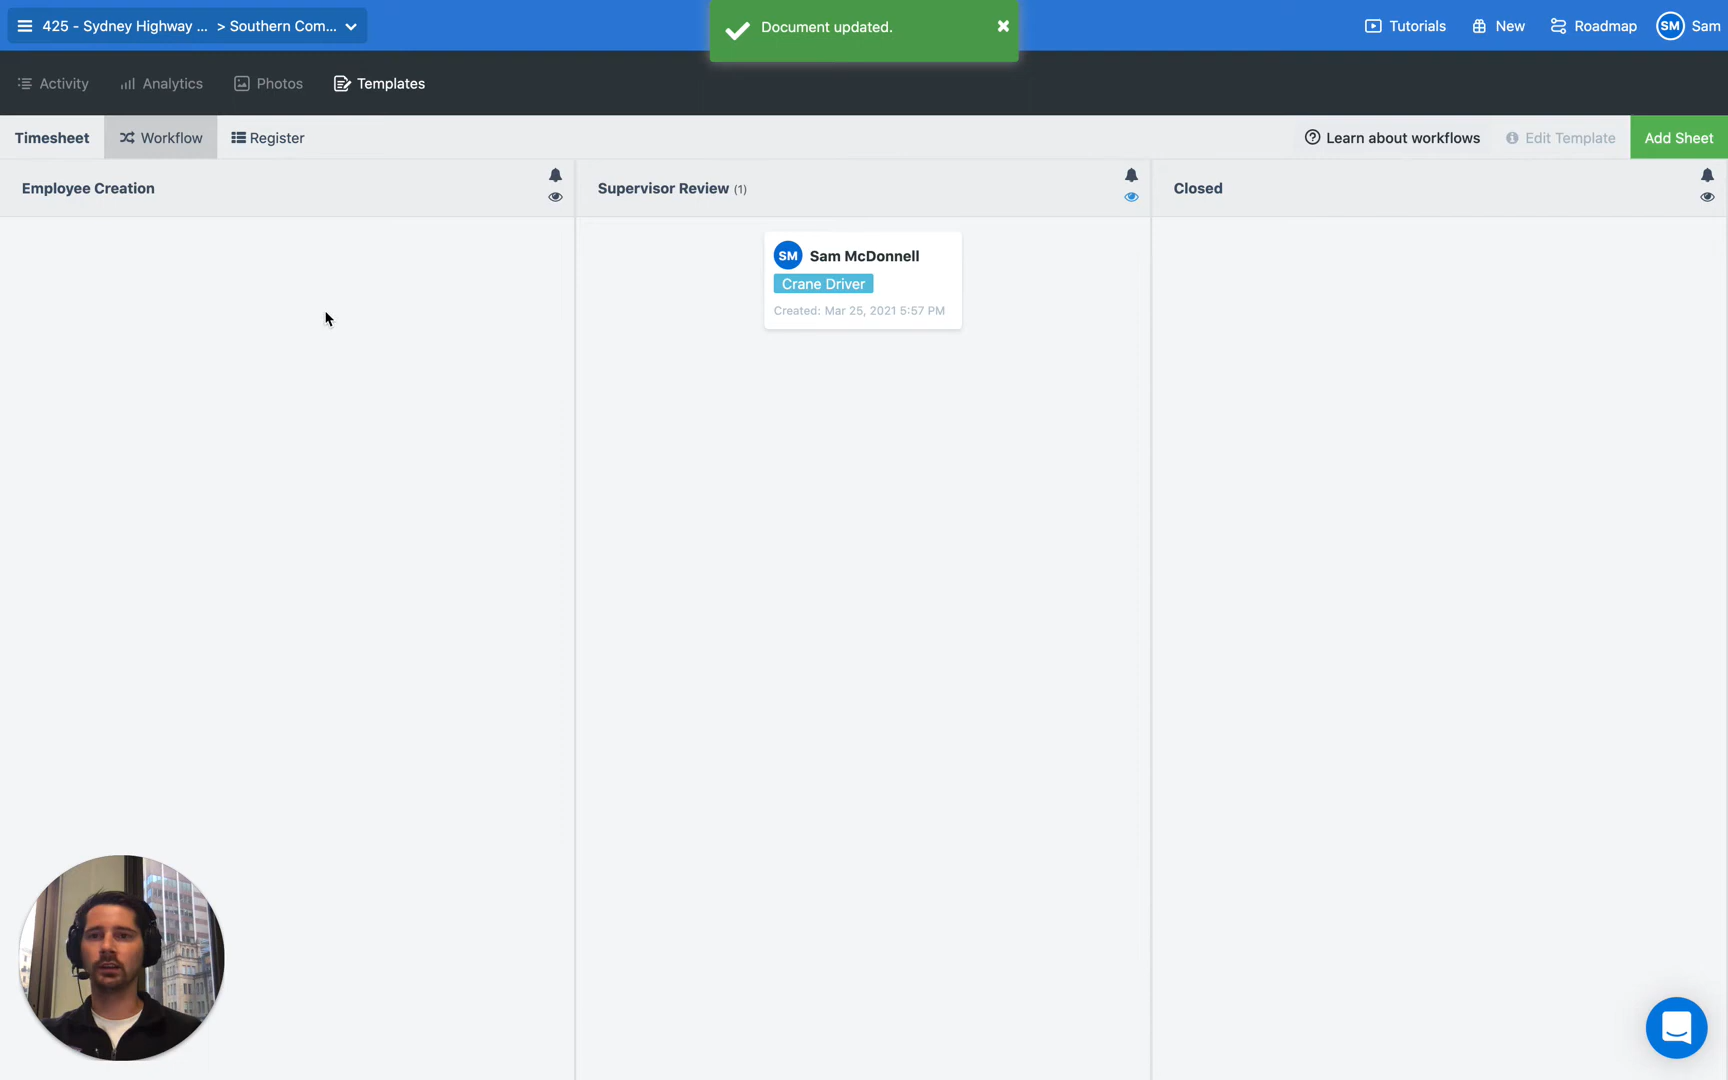 425 - Sydney Highway ... > Southern Com...
Document updated.
Tutorials
New
Roadmap
SM Sam
Activity
Analytics
Photos
Templates
Timesheet
Workflow
Register
Learn about workflows
Edit Template
Add Sheet
Employee Creation
Supervisor Review (1)
Closed
SM Sam McDonnell
Crane Driver
Created: Mar 25, 2021 5:57 PM